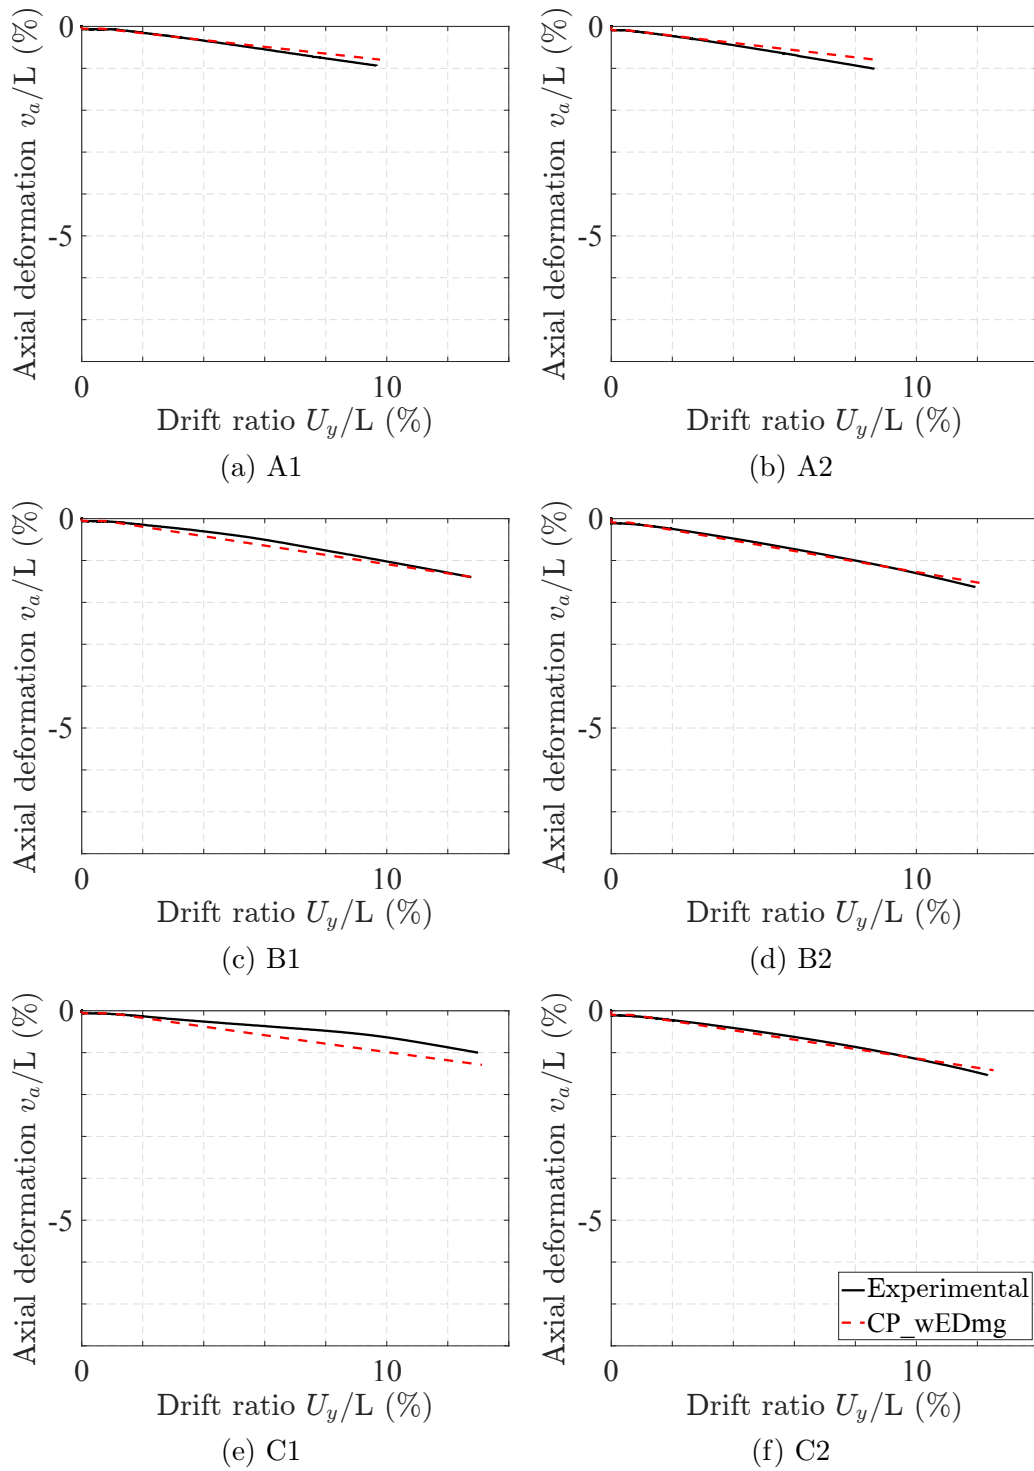 0
-5
Axial deformation v_a/L (%)
0
10
Drift ratio U_y/L (%)
(a) A1
0
-5
Axial deformation v_a/L (%)
0
10
Drift ratio U_y/L (%)
(b) A2
0
-5
Axial deformation v_a/L (%)
0
10
Drift ratio U_y/L (%)
(c) B1
0
-5
Axial deformation v_a/L (%)
0
10
Drift ratio U_y/L (%)
(d) B2
0
-5
Axial deformation v_a/L (%)
0
10
Drift ratio U_y/L (%)
(e) C1
0
-5
Axial deformation v_a/L (%)
Experimental
CP_wEDmg
0
10
Drift ratio U_y/L (%)
(f) C2